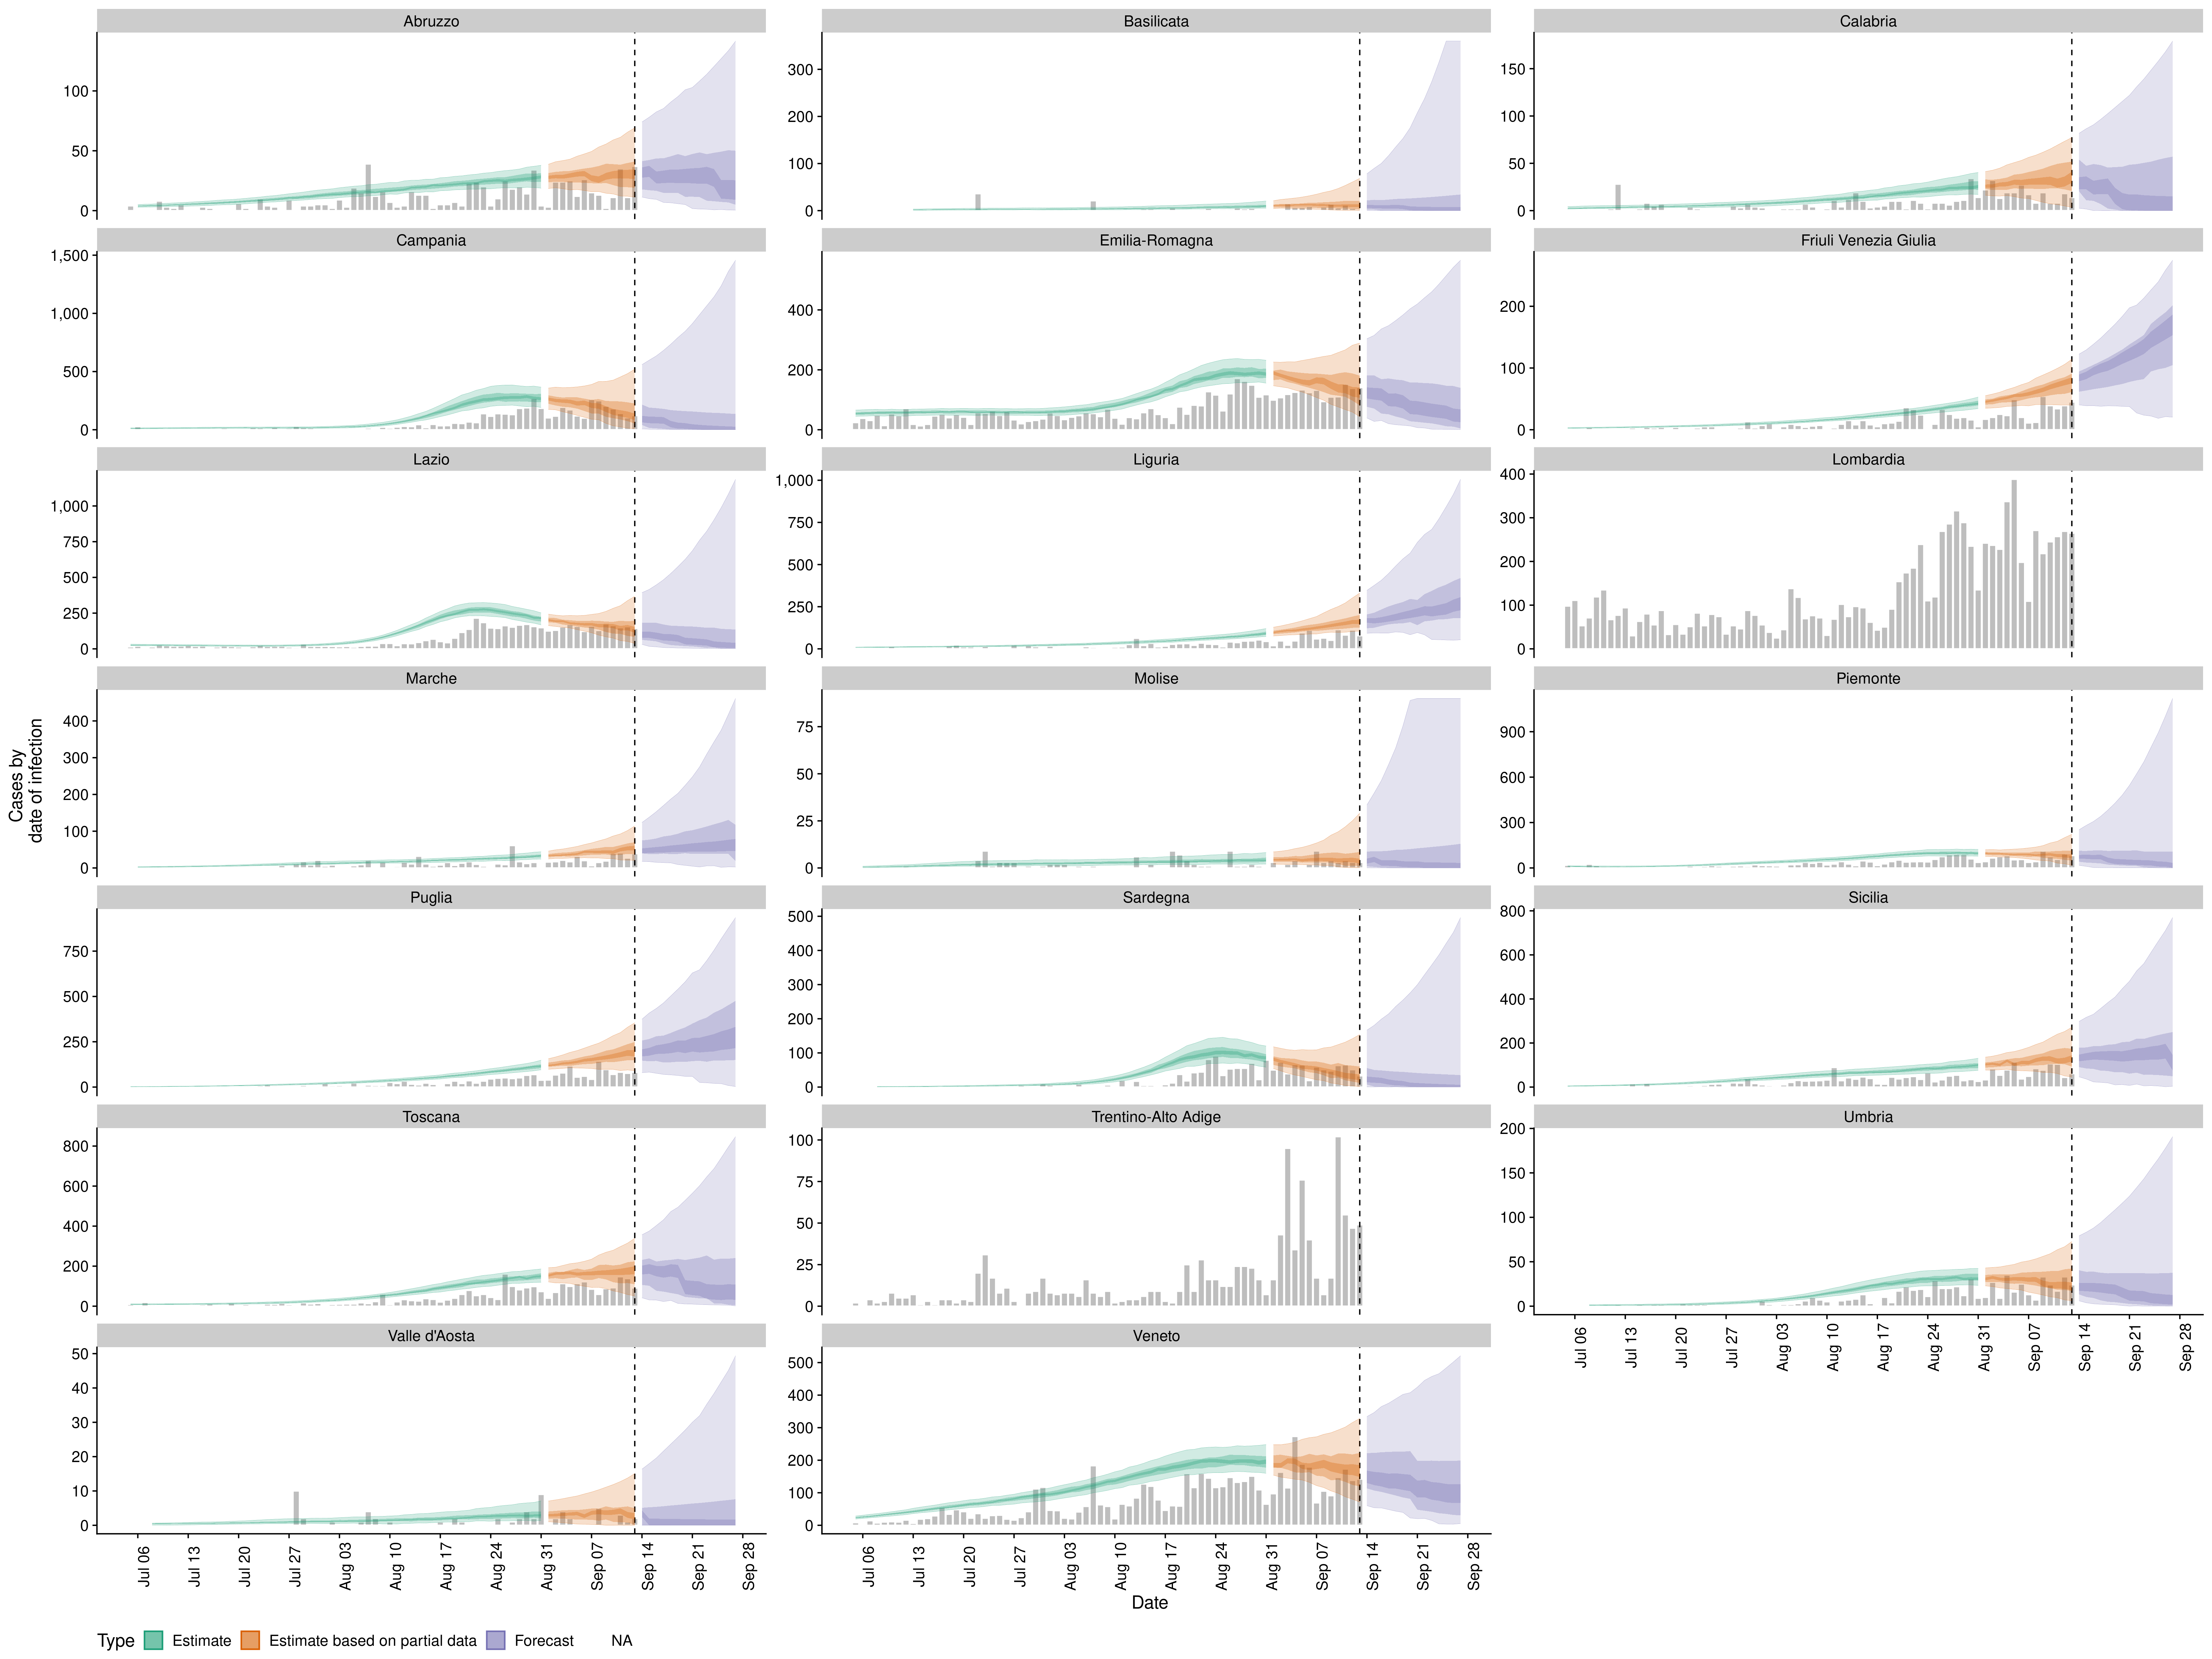 Abruzzo
Basilicata
Calabria
100
50
0
300
200
100
0
150
100
50
0
Campania
Emilia-Romagna
Friuli Venezia Giulia
1,500
1,000
500
0
400
200
0
200
100
0
Lazio
Liguria
Lombardia
1,000
750
500
250
0
1,000
750
500
250
0
400
300
200
100
0
Marche
Molise
Piemonte
400
300
200
100
0
75
50
25
0
900
600
300
0
Cases by
date of infection
Puglia
Sardegna
Sicilia
750
500
250
0
500
400
300
200
100
0
800
600
400
200
0
Toscana
Trentino-Alto Adige
Umbria
800
600
400
200
0
100
75
50
25
0
200
150
100
50
0
Jul 06
Jul 13
Jul 20
Jul 27
Aug 03
Aug 10
Aug 17
Aug 24
Aug 31
Sep 07
Sep 14
Sep 21
Sep 28
Valle d'Aosta
Veneto
50
40
30
20
10
0
500
400
300
200
100
0
Jul 06
Jul 13
Jul 20
Jul 27
Aug 03
Aug 10
Aug 17
Aug 24
Aug 31
Sep 07
Sep 14
Sep 21
Sep 28
Jul 06
Jul 13
Jul 20
Jul 27
Aug 03
Aug 10
Aug 17
Aug 24
Aug 31
Sep 07
Sep 14
Sep 21
Sep 28
Date
Type Estimate Estimate based on partial data Forecast NA